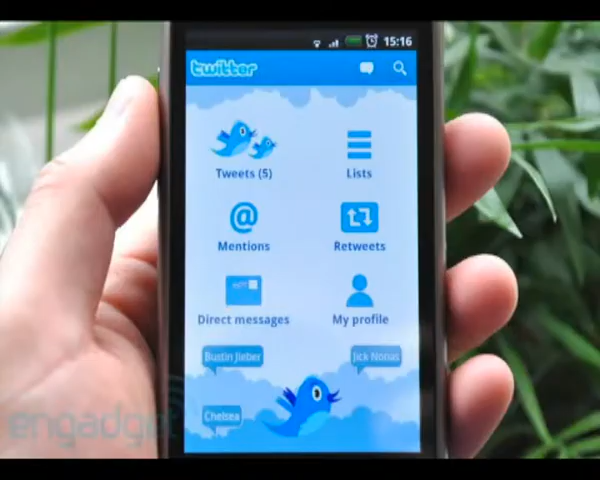 15:16
twitter
Tweets (5)
Lists
@
Mentions
Retweets
Direct messages
My profile
Bustin Jieber
Jick Nonus
Chelsea
engadget